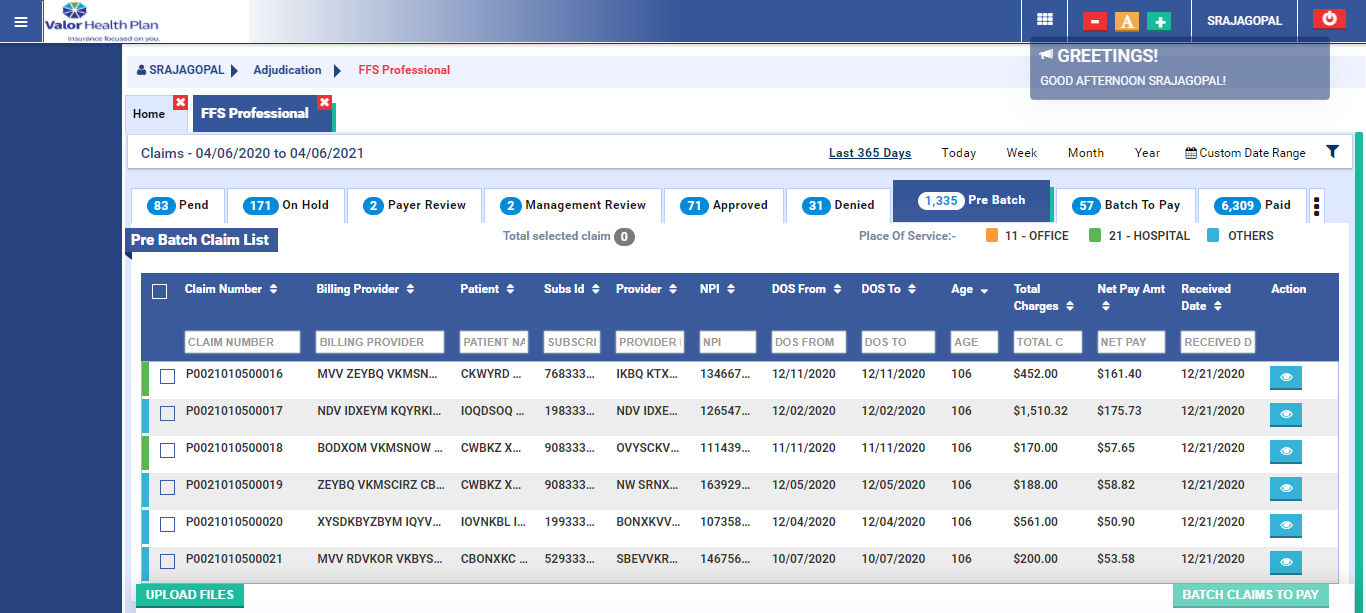 Valor Health Plan
Insurance focused on you.
A
SRAJAGOPAL
GREETINGS!
GOOD AFTERNOON SRAJAGOPAL!
SRAJAGOPAL Adjudication FFS Professional
Home FFS Professional
Claims - 04/06/2020 to 04/06/2021 Last 365 Days Today Week Month Year Custom Date Range
83 Pend 171 On Hold 2 Payer Review 2 Management Review 71 Approved 31 Denied 1,335 Pre Batch 57 Batch To Pay 6,309 Paid
Pre Batch Claim List Total selected claim 0 Place Of Service:- 11 - OFFICE 21 - HOSPITAL OTHERS
Claim Number Billing Provider Patient Subs Id Provider NPI DOS From DOS To Age Total Charges Net Pay Amt Received Date Action
CLAIM NUMBER BILLING PROVIDER PATIENT NA SUBSCRI PROVIDER NPI DOS FROM DOS TO AGE TOTAL C NET PAY RECEIVED D
P0021010500016 MVV ZEYBQ VKMSN... CKWYRD ... 768333... IKBQ KTX... 134667... 12/11/2020 12/11/2020 106 $452.00 $161.40 12/21/2020
P0021010500017 NDV IDXEYM KQYRKI... IOQDSOQ ... 198333... NDV IDXE... 126547... 12/02/2020 12/02/2020 106 $1,510.32 $175.73 12/21/2020
P0021010500018 BODXOM VKMSNOW ... CWBKZ X... 908333... OVYSCKV... 111439... 11/11/2020 11/11/2020 106 $170.00 $57.65 12/21/2020
P0021010500019 ZEYBQ VKMSCIRZ CB... CWBKZ X... 908333... NW SRNX... 163929... 12/05/2020 12/05/2020 106 $188.00 $58.82 12/21/2020
P0021010500020 XYSDKBYZBYM IQYV... IOVNKBL I... 199333... BONXKVV... 107358... 12/04/2020 12/04/2020 106 $561.00 $50.90 12/21/2020
P0021010500021 MVV RDVKOR VKBYS... CBONXKC ... 529333... SBEVVKR... 146756... 10/07/2020 10/07/2020 106 $200.00 $53.58 12/21/2020
UPLOAD FILES BATCH CLAIMS TO PAY